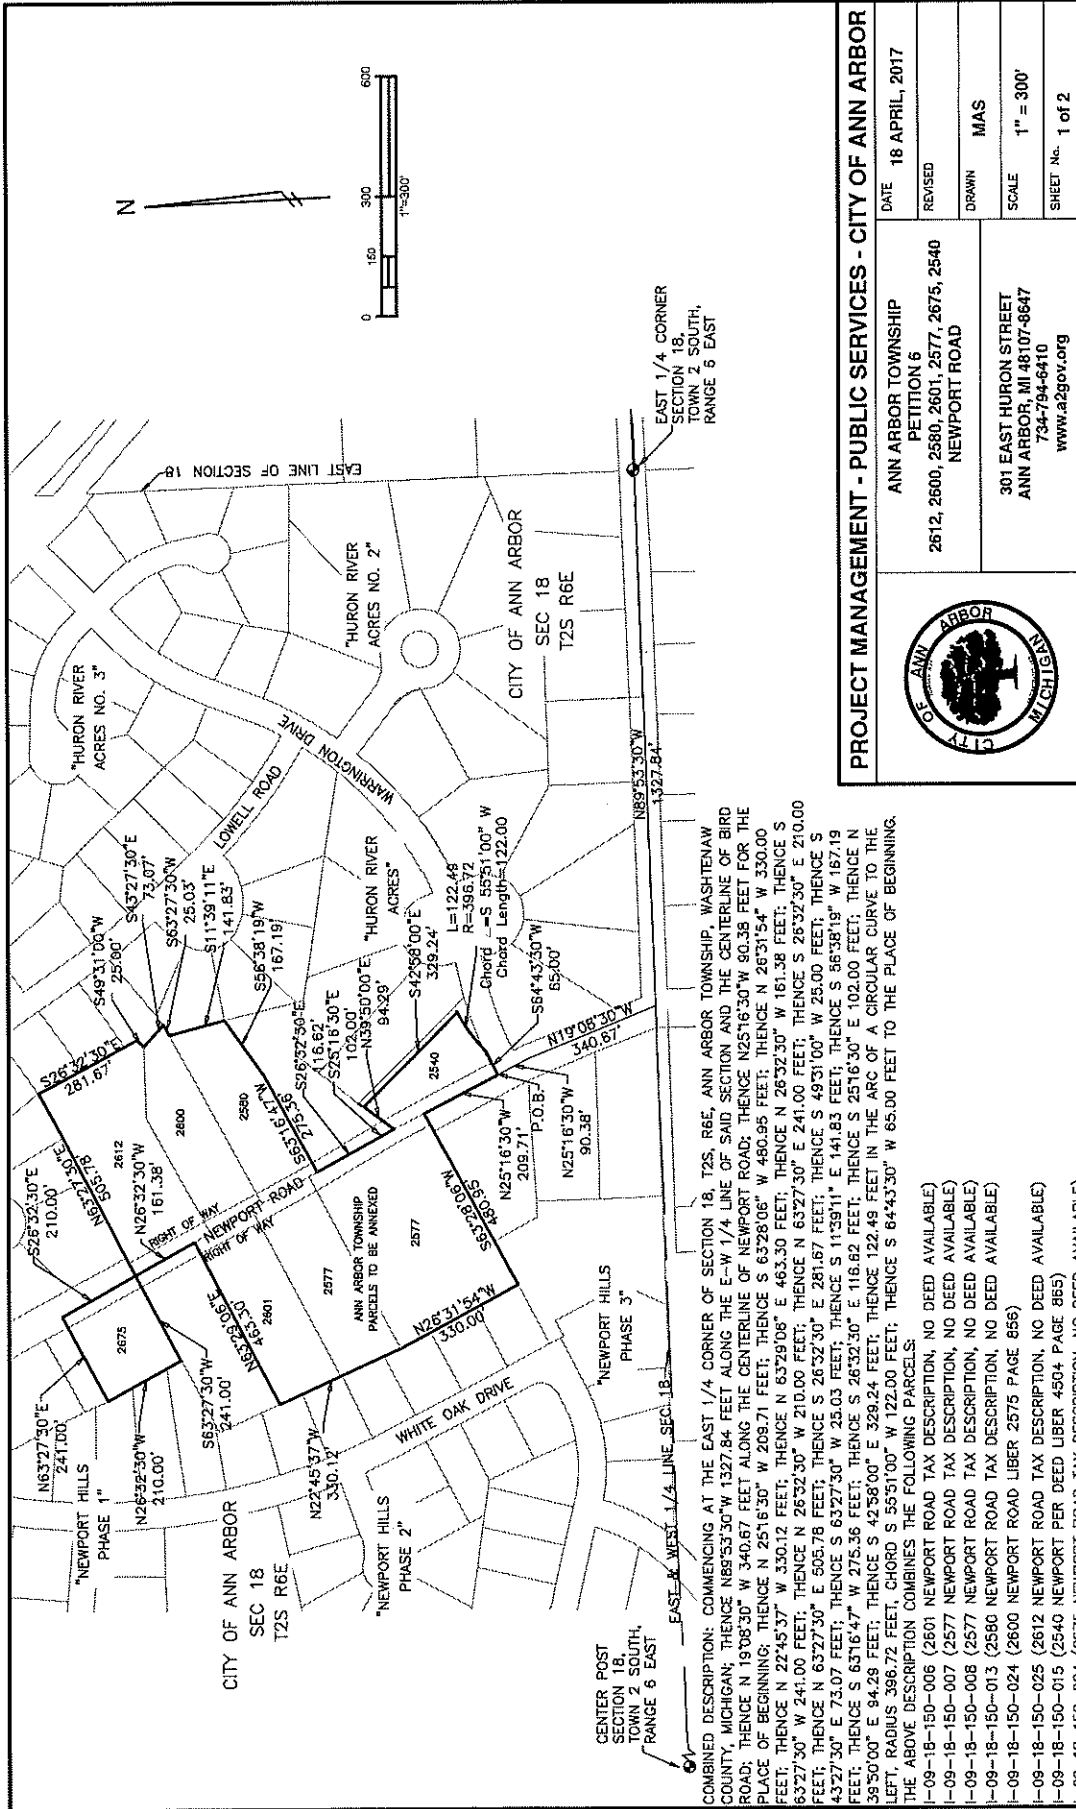 N
0
150
300
600
1"=300'
"NEWPORT HILLS
PHASE 1"
CITY OF ANN ARBOR
SEC 18
T2S R6E
"NEWPORT HILLS
PHASE 2"
"NEWPORT HILLS
PHASE 3"
WHITE OAK DRIVE
N63°27'30"E
241.00'
N26°32'30"W
210.00'
S63°27'30"W
241.00'
S26°32'30"E
210.00'
N22°45'37"W
330.12'
N63°29'06"E
463.30'
N26°32'30"W
161.38'
N63°27'30"E
505.78'
S26°32'30"E
281.67'
S49°31'00"W
25.00'
S43°27'30"E
73.07'
S63°27'30"W
25.03'
S11°39'11"E
141.83'
S56°38'19"W
167.19'
S63°16'47"W
275.36'
S26°32'30"E
116.62'
S25°16'30"E
102.00'
N39°50'00"E
94.29'
S42°58'00"E
329.24'
L=122.49
R=396.72
Chord =S 55°51'00" W
Chord Length=122.00
S64°43'30"W
65.00'
N19°08'30"W
340.67'
N25°16'30"W
90.38'
P.O.B.
N25°16'30"W
209.71'
S63°28'06"W
480.95
N26°31'54"W
330.00'
2675
2612
2600
2580
2601
2577
2577
2540
RIGHT OF WAY
NEWPORT ROAD
RIGHT OF WAY
ANN ARBOR TOWNSHIP
PARCELS TO BE ANNEXED
"HURON RIVER
ACRES NO. 3"
"HURON RIVER
ACRES NO. 2"
"HURON RIVER
ACRES"
LOWELL ROAD
WARRINGTON DRIVE
EAST LINE OF SECTION 18
CITY OF ANN ARBOR
SEC 18
T2S R6E
N89°53'30"W
1327.84'
EAST 1/4 CORNER
SECTION 18,
TOWN 2 SOUTH,
RANGE 6 EAST
CENTER POST
SECTION 18,
TOWN 2 SOUTH,
RANGE 6 EAST
EAST & WEST 1/4 LINE SEC. 18
COMBINED DESCRIPTION: COMMENCING AT THE EAST 1/4 CORNER OF SECTION 18, T2S, R6E, ANN ARBOR TOWNSHIP, WASHTENAW
COUNTY, MICHIGAN; THENCE N89°53'30"W 1327.84 FEET ALONG THE E-W 1/4 LINE OF SAID SECTION AND THE CENTERLINE OF BIRD
ROAD; THENCE N 19°08'30" W 340.67 FEET ALONG THE CENTERLINE OF NEWPORT ROAD; THENCE N25°16'30"W 90.38 FEET FOR THE
PLACE OF BEGINNING; THENCE N 25°16'30" W 209.71 FEET; THENCE S 63°28'06" W 480.95 FEET; THENCE N 26°31'54" W 330.00
FEET; THENCE N 22°45'37" W 330.12 FEET; THENCE N 63°29'06" E 463.30 FEET; THENCE N 26°32'30" W 161.38 FEET; THENCE S
63°27'30" W 241.00 FEET; THENCE N 26°32'30" W 210.00 FEET; THENCE N 63°27'30" E 241.00 FEET; THENCE S 26°32'30" E 210.00
FEET; THENCE N 63°27'30" E 505.78 FEET; THENCE S 26°32'30" E 281.67 FEET; THENCE S 49°31'00" W 25.00 FEET; THENCE S
43°27'30" E 73.07 FEET; THENCE S 63°27'30" W 25.03 FEET; THENCE S 11°39'11" E 141.83 FEET; THENCE S 56°38'19" W 167.19
FEET; THENCE S 63°16'47" W 275.36 FEET; THENCE S 26°32'30" E 116.62 FEET; THENCE S 25°16'30" E 102.00 FEET; THENCE N
39°50'00" E 94.29 FEET; THENCE S 42°58'00" E 329.24 FEET; THENCE 122.49 FEET IN THE ARC OF A CIRCULAR CURVE TO THE
LEFT, RADIUS 396.72 FEET, CHORD S 55°51'00" W 122.00 FEET; THENCE S 64°43'30" W 65.00 FEET TO THE PLACE OF BEGINNING.
THE ABOVE DESCRIPTION COMBINES THE FOLLOWING PARCELS:
I-09-18-150-006 (2601 NEWPORT ROAD TAX DESCRIPTION, NO DEED AVAILABLE)
I-09-18-150-007 (2577 NEWPORT ROAD TAX DESCRIPTION, NO DEED AVAILABLE)
I-09-18-150-008 (2577 NEWPORT ROAD TAX DESCRIPTION, NO DEED AVAILABLE)
I-09-18-150-013 (2580 NEWPORT ROAD TAX DESCRIPTION, NO DEED AVAILABLE)
I-09-18-150-024 (2600 NEWPORT ROAD LIBER 2575 PAGE 856)
I-09-18-150-025 (2612 NEWPORT ROAD TAX DESCRIPTION, NO DEED AVAILABLE)
I-09-18-150-015 (2540 NEWPORT PER DEED LIBER 4504 PAGE 865)
PROJECT MANAGEMENT - PUBLIC SERVICES - CITY OF ANN ARBOR
CITY OF ANN ARBOR
MICHIGAN
ANN ARBOR TOWNSHIP
PETITION 6
2612, 2600, 2580, 2601, 2577, 2675, 2540
NEWPORT ROAD
301 EAST HURON STREET
ANN ARBOR, MI 48107-8647
734-794-6410
www.a2gov.org
DATE 18 APRIL, 2017
REVISED
DRAWN MAS
SCALE 1" = 300'
SHEET No. 1 of 2